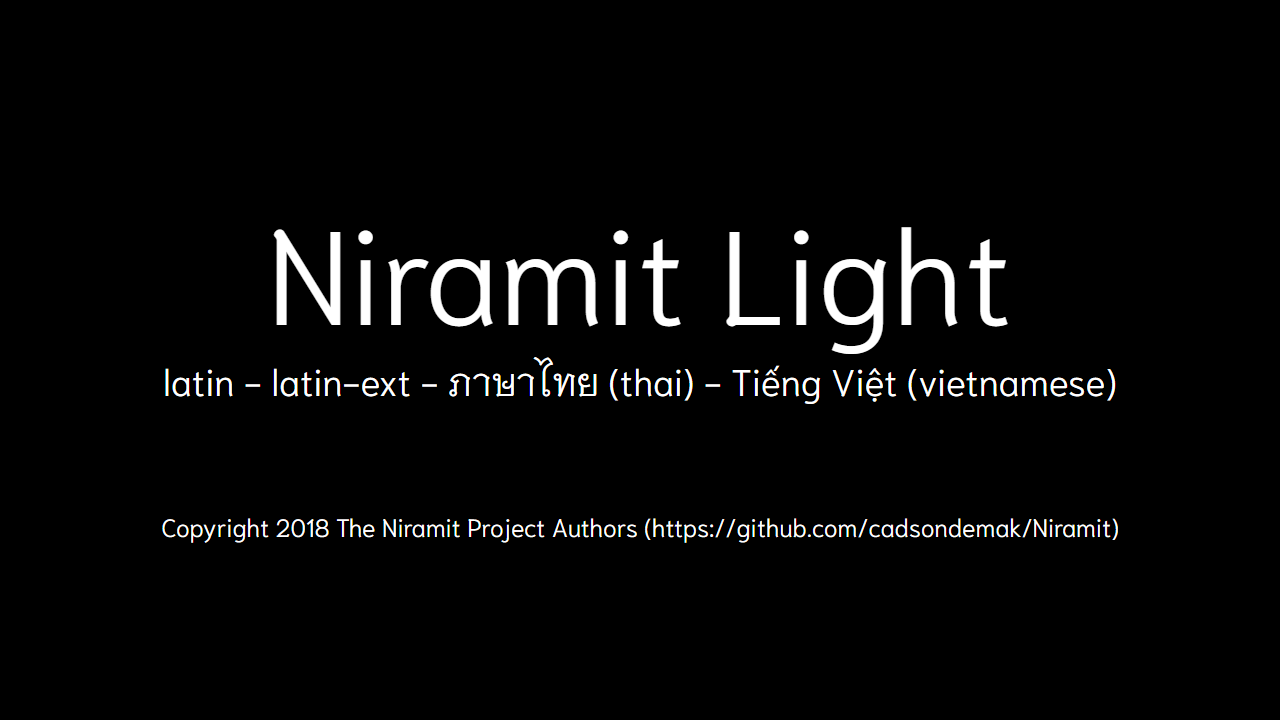 Niramit Light
latin - latin-ext - ภาษาไทย (thai) - Tiếng Việt (vietnamese)
Copyright 2018 The Niramit Project Authors (https://github.com/cadsondemak/Niramit)